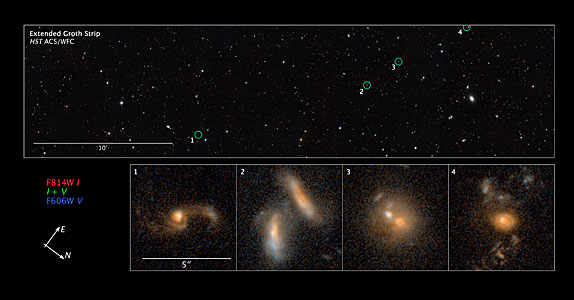 Extended Groth Strip
HST ACS/WFC
4
3
2
1
10'
F814W I
I + V
F606W V
E
N
1
2
3
4
5"